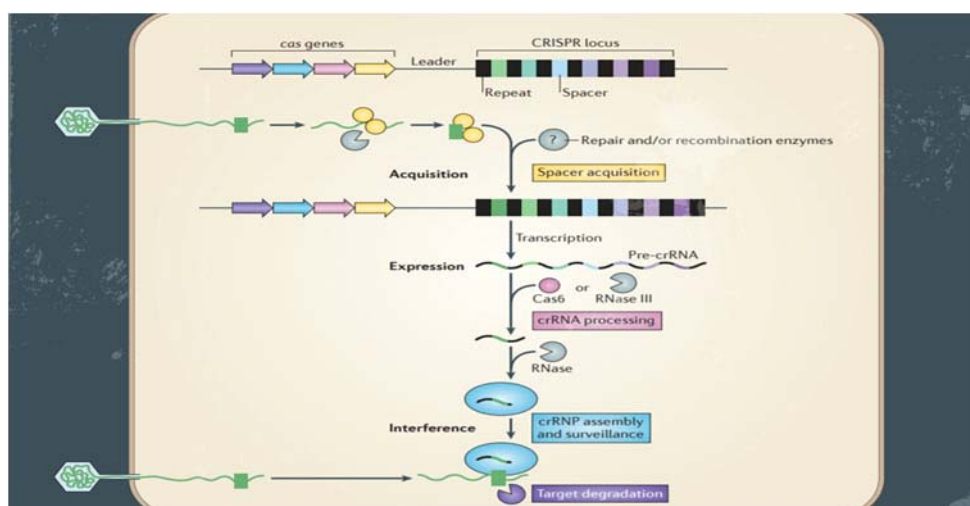 cas genes
CRISPR locus
Leader
Repeat
Spacer
?
Repair and/or recombination enzymes
Acquisition
Spacer acquisition
Transcription
Pre-crRNA
Expression
Cas6
or
RNase III
crRNA processing
RNase
Interference
crRNP assembly
and surveillance
Target degradation